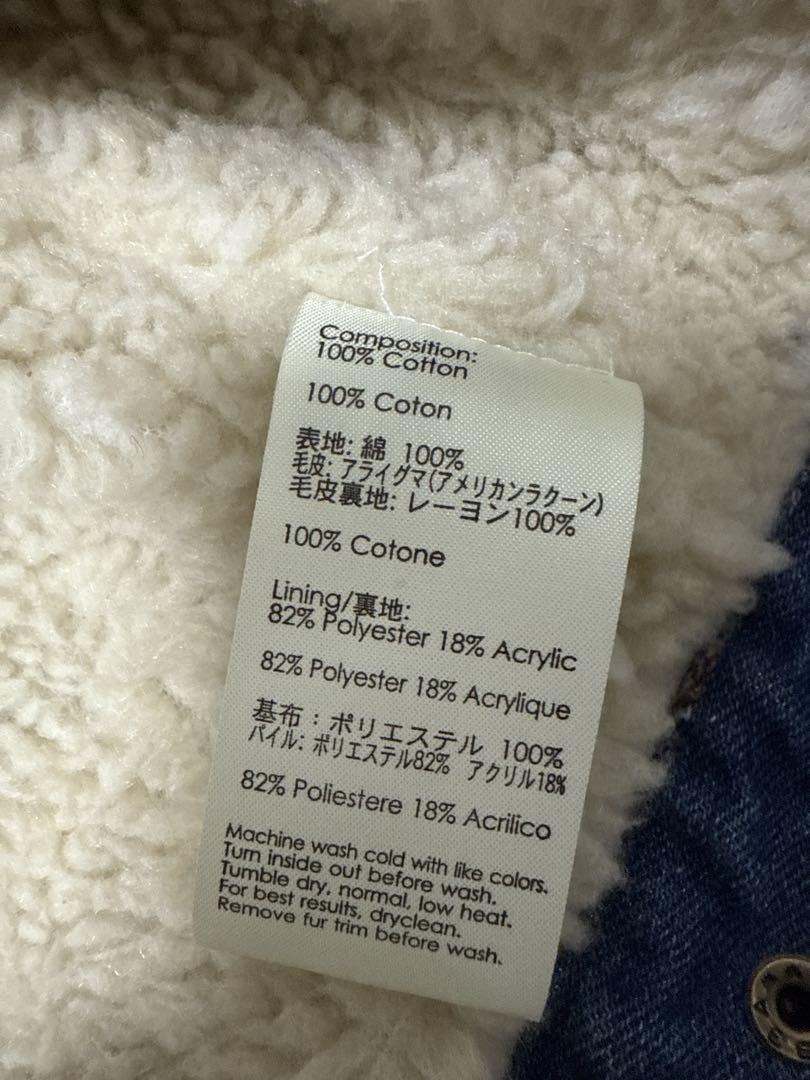 Composition:
100% Cotton
100% Coton
表地: 綿 100%
毛皮: アライグマ(アメリカンラクーン)
毛皮裏地: レーヨン100%
100% Cotone
Lining/裏地:
82% Polyester 18% Acrylic
82% Polyester 18% Acrylique
基布：ポリエステル 100%
パイル: ポリエステル82% アクリル18%
82% Poliestere 18% Acrilico
Machine wash cold with like colors.
Turn inside out before wash.
Tumble dry, normal, low heat.
For best results, dryclean.
Remove fur trim before wash.